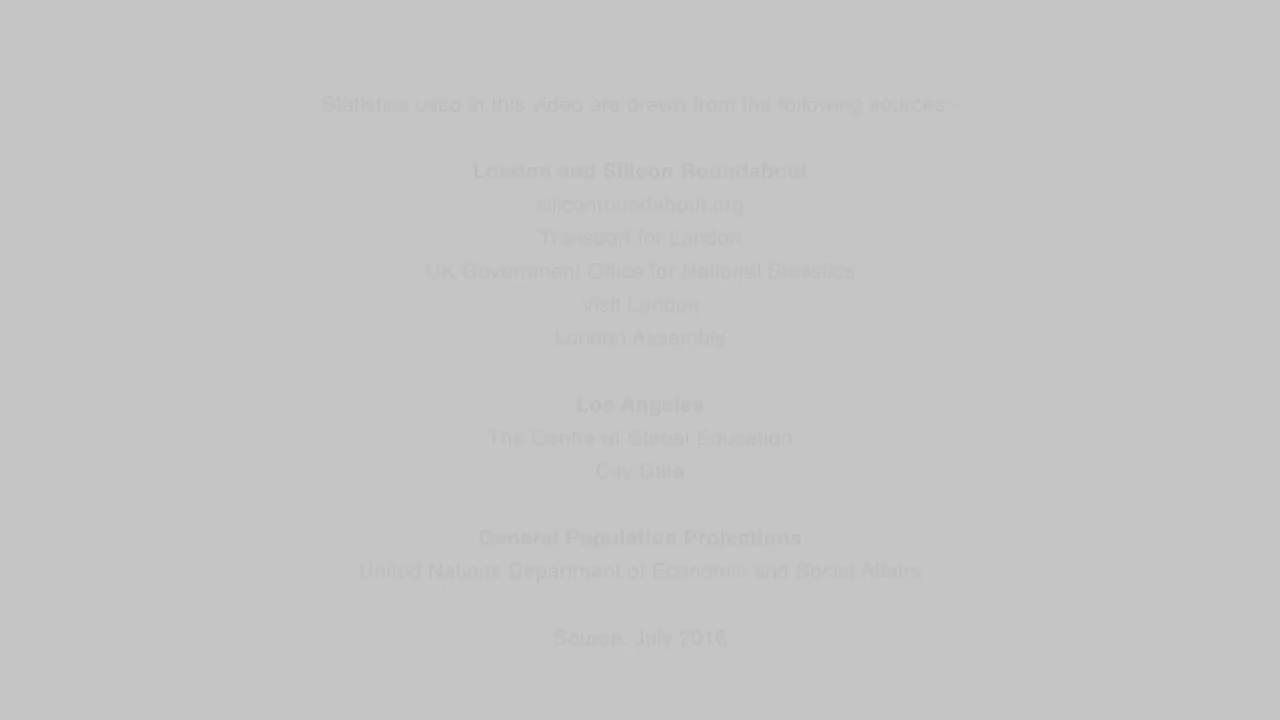 Statistics used in this video are drawn from the following sources -
London and Silicon Roundabout
siliconroundabout.org
Transport for London
UK Government Office for National Statistics
Visit London
London Assembly
Los Angeles
The Centre of Global Education
City Data
General Population Projections
United Nations Department of Economic and Social Affairs
Source: July 2016